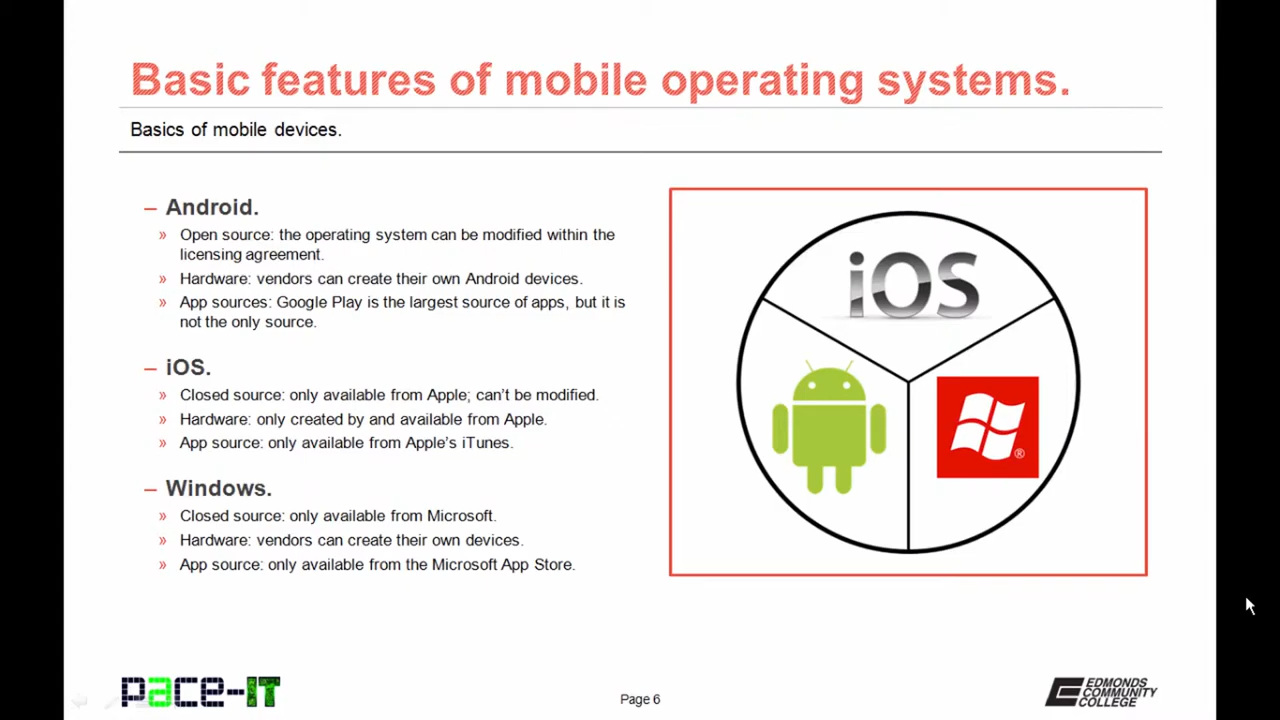 Basic features of mobile operating systems.
Basics of mobile devices.
– Android.
» Open source: the operating system can be modified within the
licensing agreement.
» Hardware: vendors can create their own Android devices.
» App sources: Google Play is the largest source of apps, but it is
not the only source.
– iOS.
» Closed source: only available from Apple; can't be modified.
» Hardware: only created by and available from Apple.
» App source: only available from Apple's iTunes.
– Windows.
» Closed source: only available from Microsoft.
» Hardware: vendors can create their own devices.
» App source: only available from the Microsoft App Store.
iOS
®
pace-IT
Page 6
EDMONDS
COMMUNITY
COLLEGE